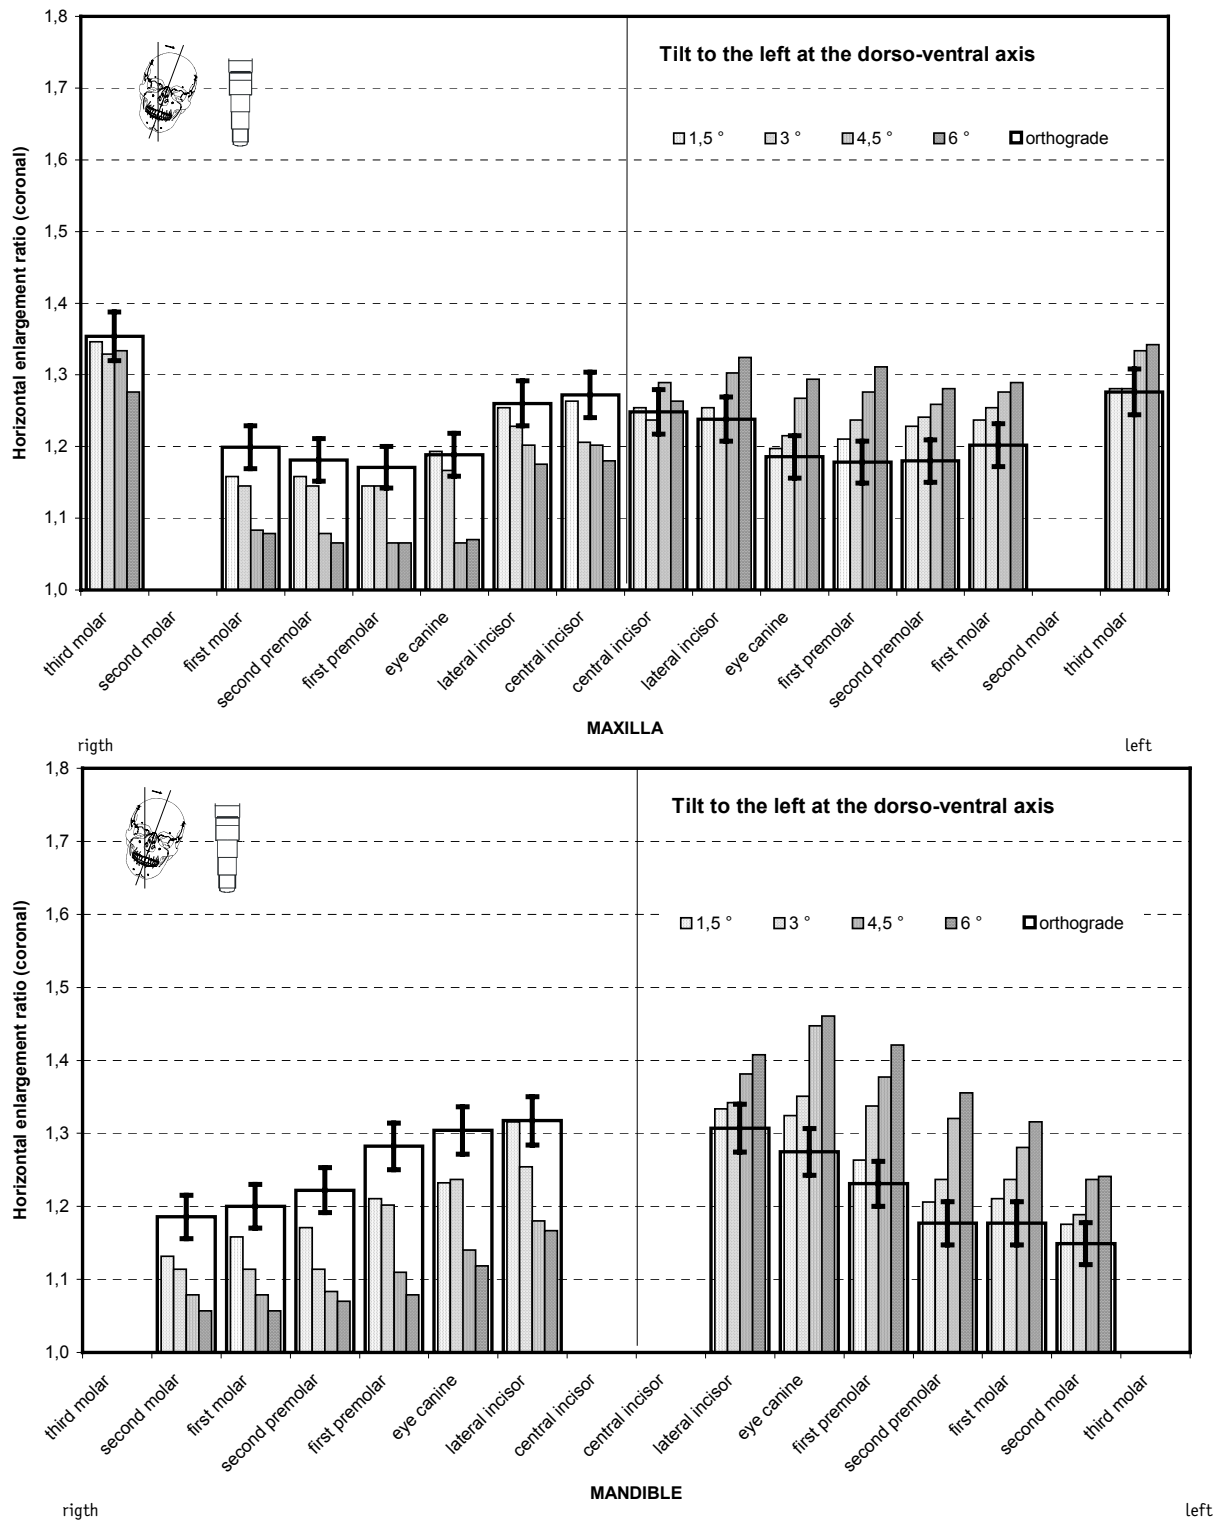 1,8
Tilt to the left at the dorso-ventral axis
1,7
1,5 ° 3 ° 4,5 ° 6 ° orthograde
1,6
1,5
1,4
1,3
1,2
1,1
1,0
Horizontal enlargement ratio (coronal)
third molar
second molar
first molar
second premolar
first premolar
eye canine
lateral incisor
central incisor
central incisor
lateral incisor
eye canine
first premolar
second premolar
first molar
second molar
third molar
MAXILLA
rigth left
1,8
Tilt to the left at the dorso-ventral axis
1,7
1,6
1,5 ° 3 ° 4,5 ° 6 ° orthograde
1,5
1,4
1,3
1,2
1,1
1,0
Horizontal enlargement ratio (coronal)
third molar
second molar
first molar
second premolar
first premolar
eye canine
lateral incisor
central incisor
central incisor
lateral incisor
eye canine
first premolar
second premolar
first molar
second molar
third molar
MANDIBLE
rigth left